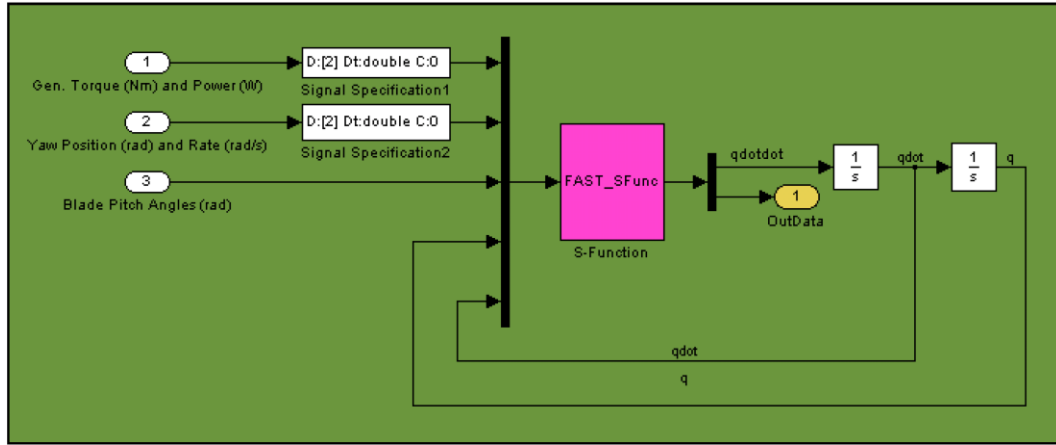 1
D:[2] Dt:double C:0
Gen. Torque (Nm) and Power (W)
Signal Specification1
2
D:[2] Dt:double C:0
Yaw Position (rad) and Rate (rad/s)
Signal Specification2
3
Blade Pitch Angles (rad)
FAST_SFunc
S-Function
qdotdot
1
OutData
1
s
qdot
1
s
q
qdot
q